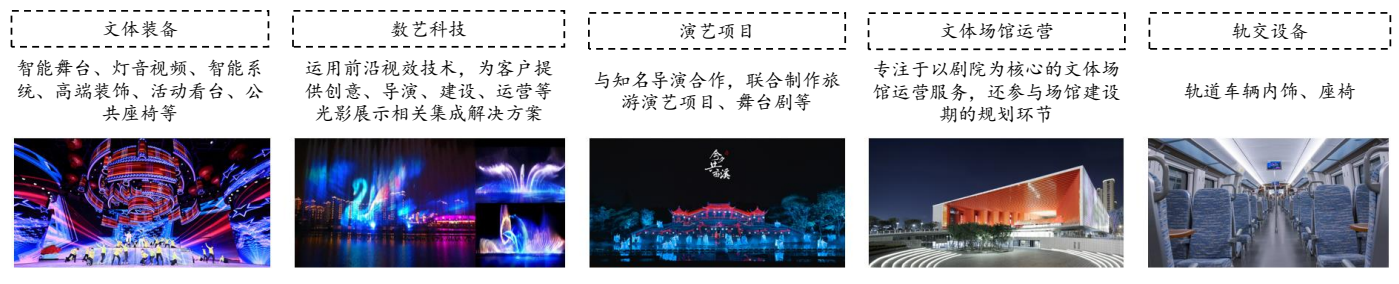 文体装备
智能舞台、灯音视频、智能系
统、高端装饰、活动看台、公
共座椅等
数艺科技
运用前沿视效技术，为客户提
供创意、导演、建设、运营等
光影展示相关集成解决方案
演艺项目
与知名导演合作，联合制作旅
游演艺项目、舞台剧等
今夕
共西溪
文体场馆运营
专注于以剧院为核心的文体场
馆运营服务，还参与场馆建设
期的规划环节
轨交设备
轨道车辆内饰、座椅